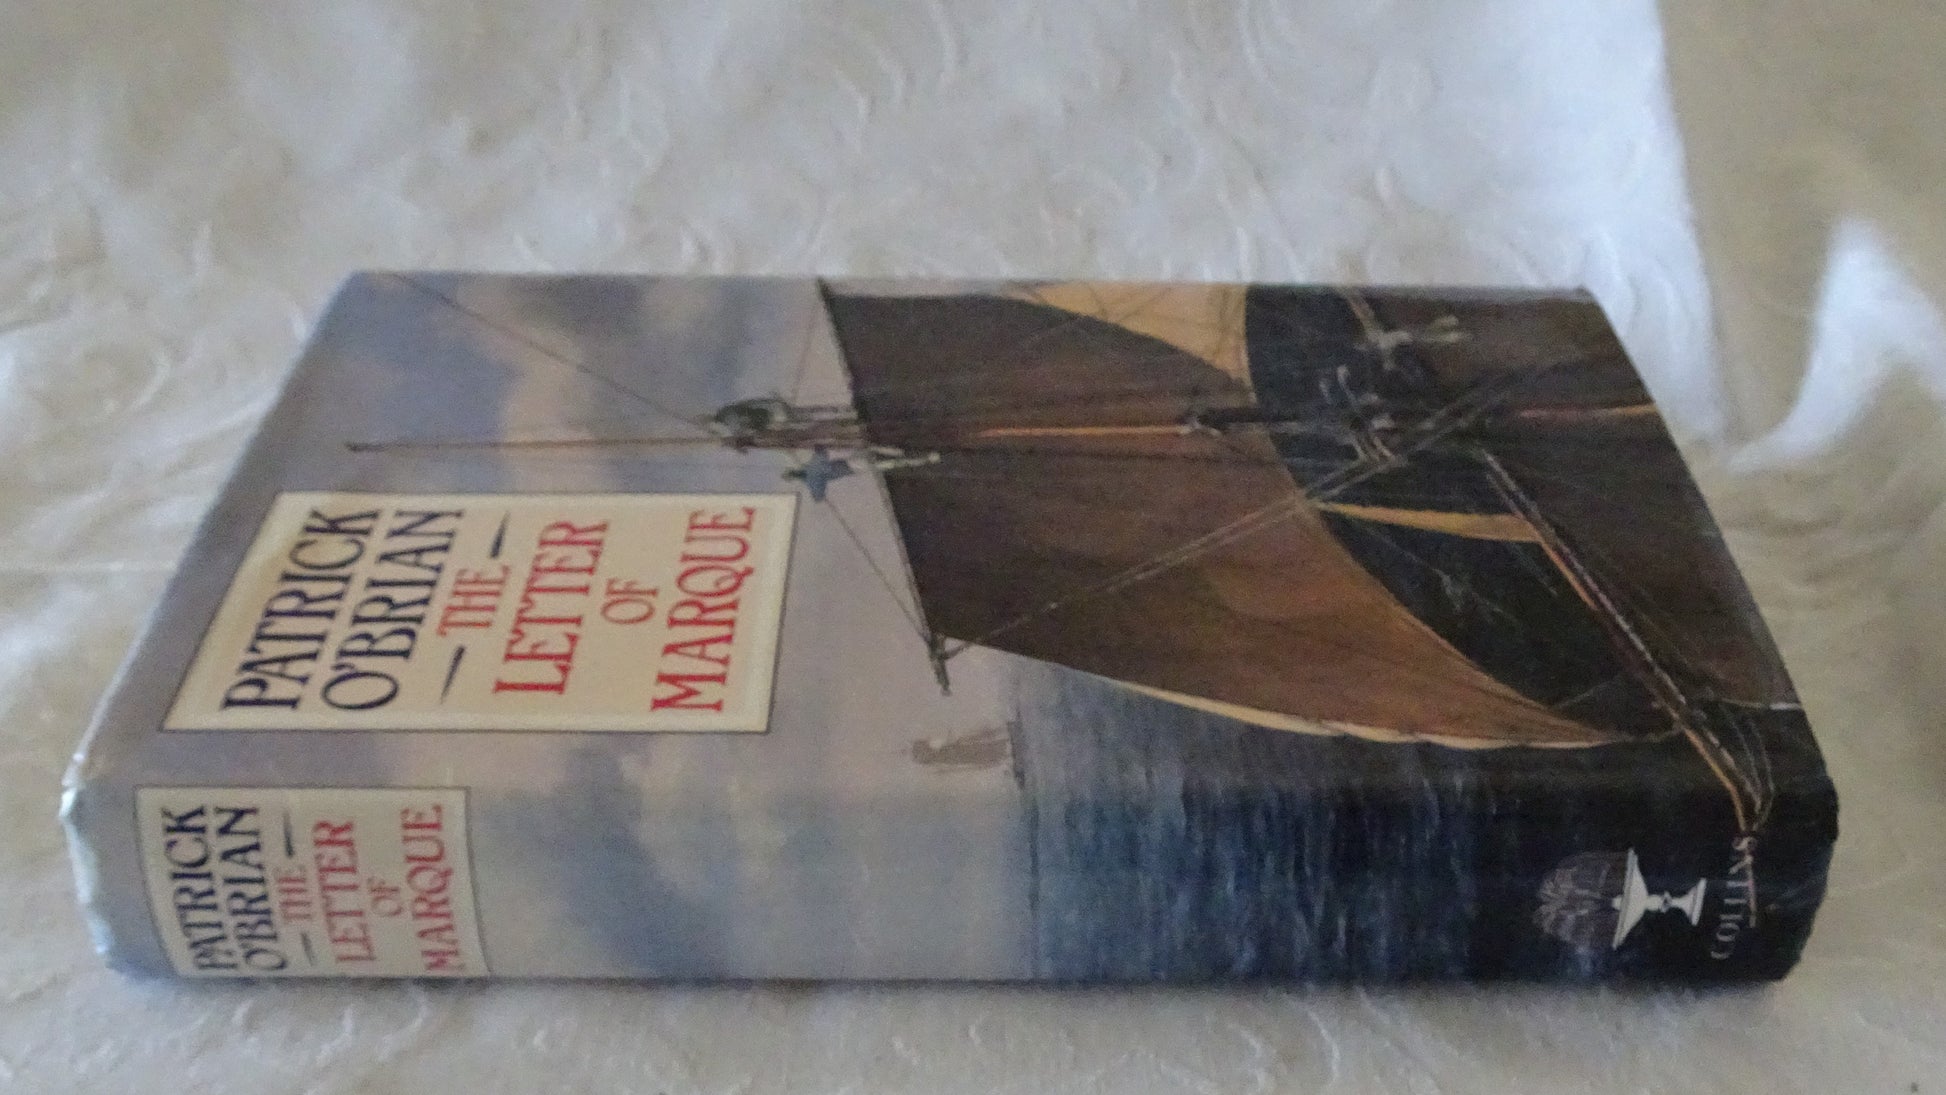 PATRICK
O'BRIAN
— THE —
LETTER
OF
MARQUE
PATRICK
O'BRIAN
— THE —
LETTER
OF
MARQUE
COLLINS